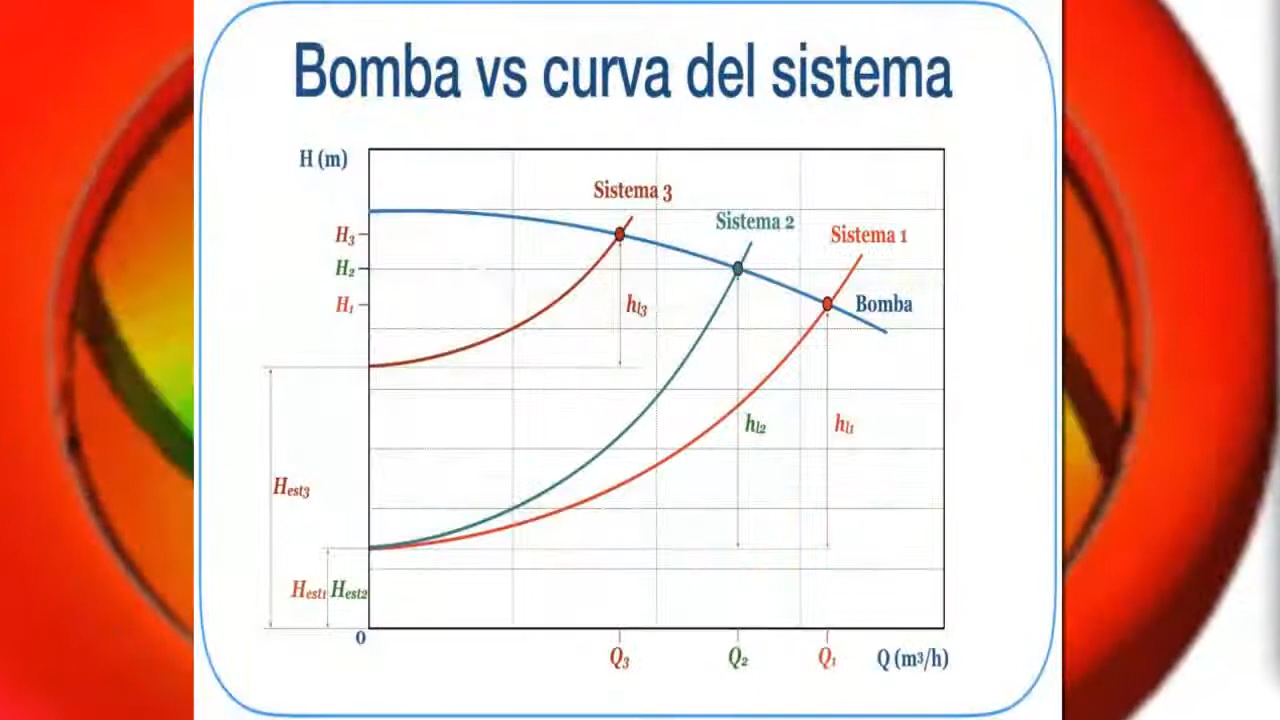 Bomba vs curva del sistema
H (m)
Sistema 3
Sistema 2
Sistema 1
H₃
H₂
H₁
hl3
Bomba
hl2
hl1
Hest3
Hest1 Hest2
0
Q₃
Q₂
Q₁
Q (m³/h)